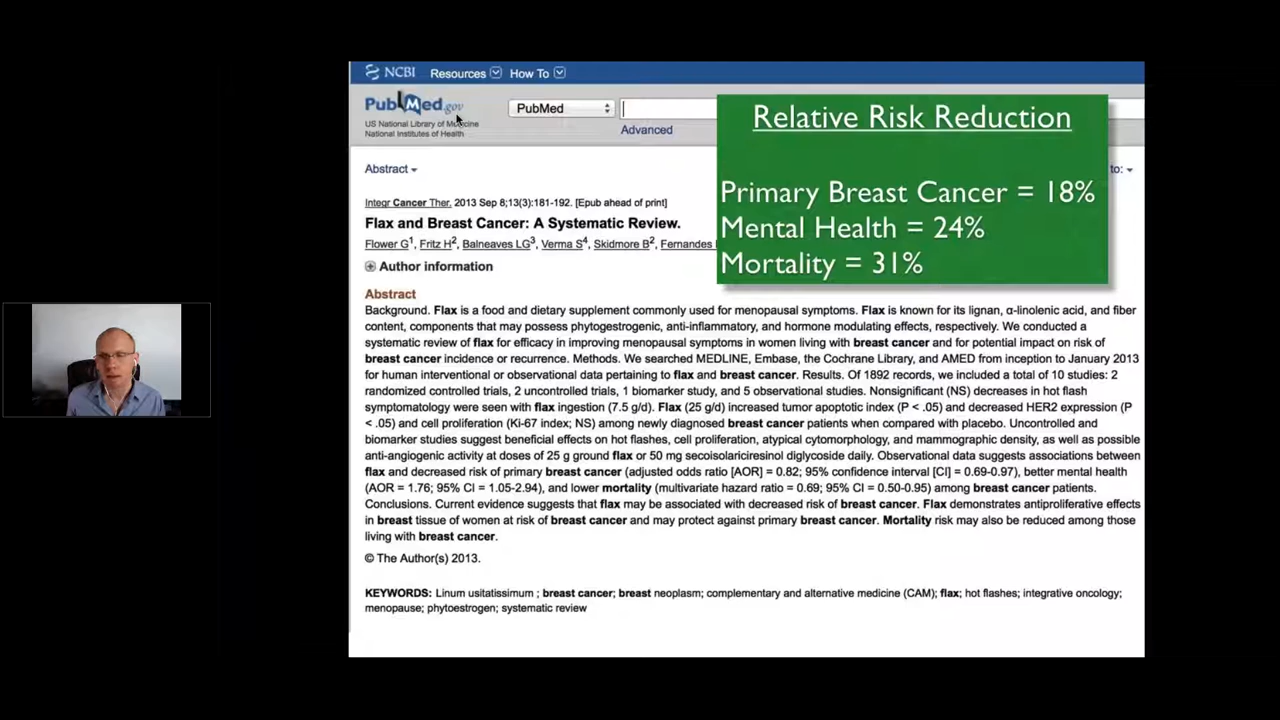 NCBI Resources How To
PubMed.gov
US National Library of Medicine
National Institutes of Health
PubMed
Advanced
Relative Risk Reduction
Primary Breast Cancer = 18%
Mental Health = 24%
Mortality = 31%
Abstract
to:
Integr Cancer Ther. 2013 Sep 8;13(3):181-192. [Epub ahead of print]
Flax and Breast Cancer: A Systematic Review.
Flower G1, Fritz H2, Balneaves LG3, Verma S4, Skidmore B2, Fernandes
Author information
Abstract
Background. Flax is a food and dietary supplement commonly used for menopausal symptoms. Flax is known for its lignan, α-linolenic acid, and fiber
content, components that may possess phytogestrogenic, anti-inflammatory, and hormone modulating effects, respectively. We conducted a
systematic review of flax for efficacy in improving menopausal symptoms in women living with breast cancer and for potential impact on risk of
breast cancer incidence or recurrence. Methods. We searched MEDLINE, Embase, the Cochrane Library, and AMED from inception to January 2013
for human interventional or observational data pertaining to flax and breast cancer. Results. Of 1892 records, we included a total of 10 studies: 2
randomized controlled trials, 2 uncontrolled trials, 1 biomarker study, and 5 observational studies. Nonsignificant (NS) decreases in hot flash
symptomatology were seen with flax ingestion (7.5 g/d). Flax (25 g/d) increased tumor apoptotic index (P < .05) and decreased HER2 expression (P
< .05) and cell proliferation (Ki-67 index; NS) among newly diagnosed breast cancer patients when compared with placebo. Uncontrolled and
biomarker studies suggest beneficial effects on hot flashes, cell proliferation, atypical cytomorphology, and mammographic density, as well as possible
anti-angiogenic activity at doses of 25 g ground flax or 50 mg secoisolariciresinol diglycoside daily. Observational data suggests associations between
flax and decreased risk of primary breast cancer (adjusted odds ratio [AOR] = 0.82; 95% confidence interval [CI] = 0.69-0.97), better mental health
(AOR = 1.76; 95% CI = 1.05-2.94), and lower mortality (multivariate hazard ratio = 0.69; 95% CI = 0.50-0.95) among breast cancer patients.
Conclusions. Current evidence suggests that flax may be associated with decreased risk of breast cancer. Flax demonstrates antiproliferative effects
in breast tissue of women at risk of breast cancer and may protect against primary breast cancer. Mortality risk may also be reduced among those
living with breast cancer.
© The Author(s) 2013.
KEYWORDS: Linum usitatissimum ; breast cancer; breast neoplasm; complementary and alternative medicine (CAM); flax; hot flashes; integrative oncology;
menopause; phytoestrogen; systematic review